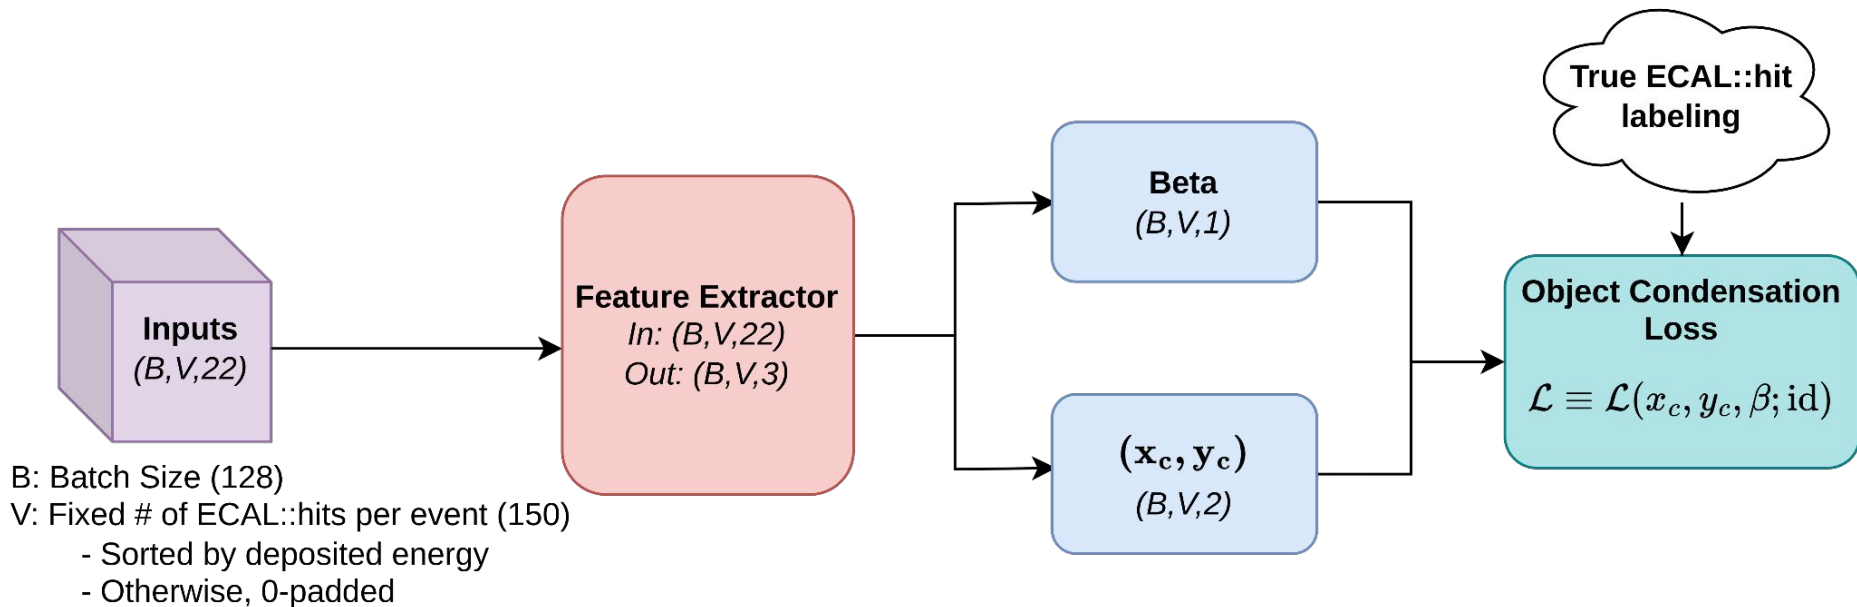 Inputs
(B,V,22)
B: Batch Size (128)
V: Fixed # of ECAL::hits per event (150)
- Sorted by deposited energy
- Otherwise, 0-padded
Feature Extractor
In: (B,V,22)
Out: (B,V,3)
Beta
(B,V,1)
(x_c, y_c)
(B,V,2)
True ECAL::hit
labeling
Object Condensation
Loss
ℒ ≡ ℒ(x_c, y_c, β; id)